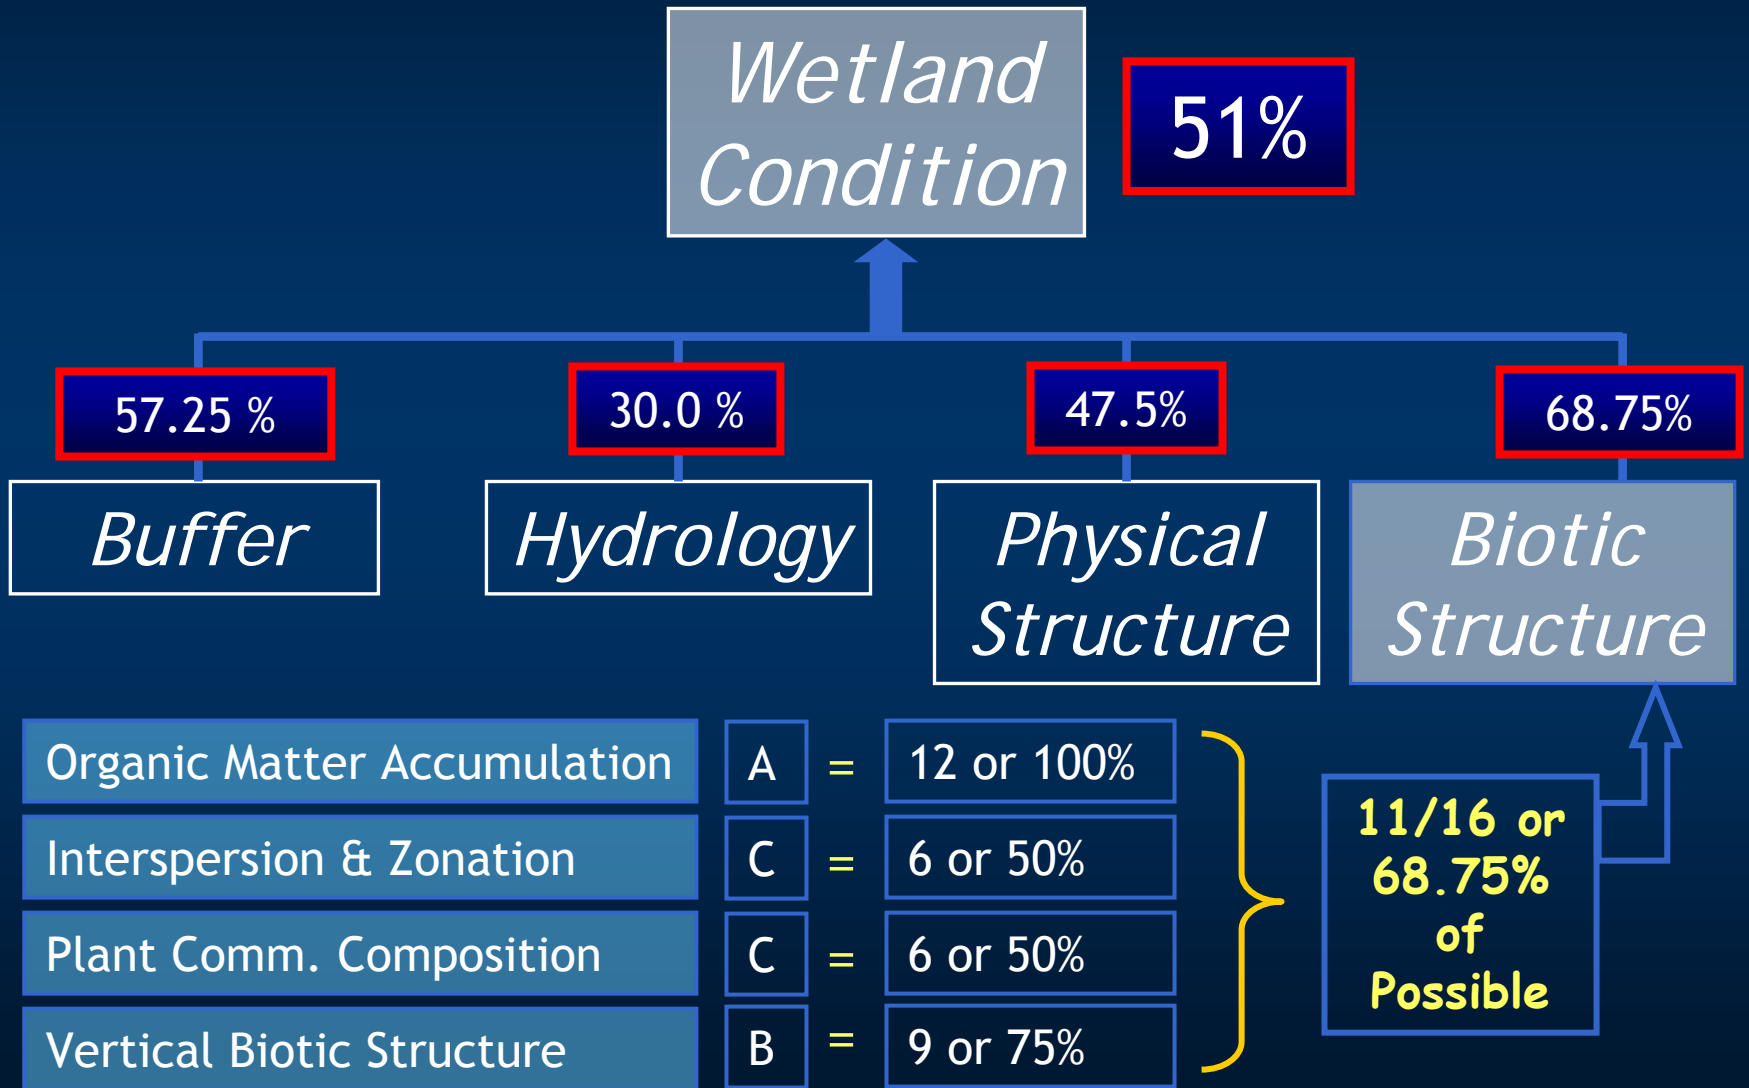 Wetland
Condition
51%
57.25 %
30.0 %
47.5%
68.75%
Buffer
Hydrology
Physical
Structure
Biotic
Structure
Organic Matter Accumulation A = 12 or 100%
Interspersion & Zonation C = 6 or 50%
Plant Comm. Composition C = 6 or 50%
Vertical Biotic Structure B = 9 or 75%
11/16 or
68.75%
of
Possible